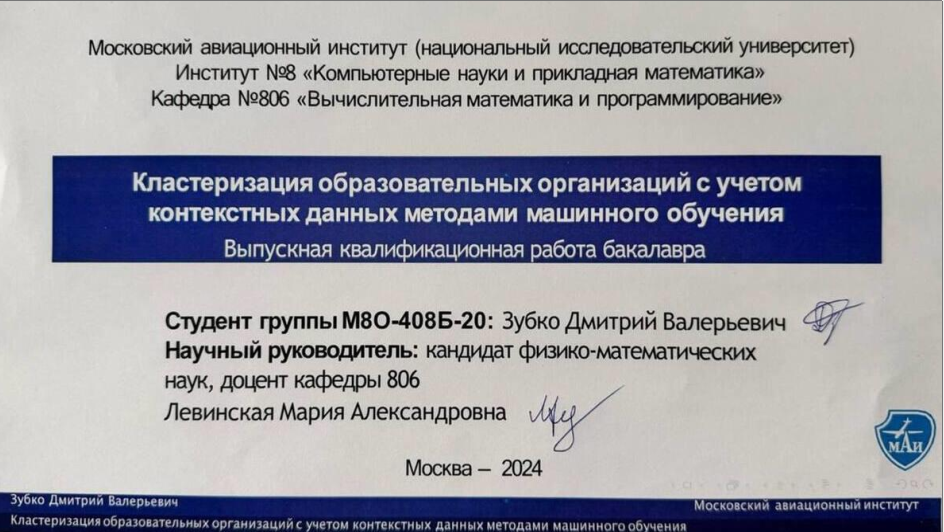 Московский авиационный институт (национальный исследовательский университет)
Институт №8 «Компьютерные науки и прикладная математика»
Кафедра №806 «Вычислительная математика и программирование»
Кластеризация образовательных организаций с учетом
контекстных данных методами машинного обучения
Выпускная квалификационная работа бакалавра
Студент группы М8О-408Б-20: Зубко Дмитрий Валерьевич
Научный руководитель: кандидат физико-математических
наук, доцент кафедры 806
Левинская Мария Александровна
МАИ
Москва – 2024
Зубко Дмитрий Валерьевич
Московский авиационный институт
Кластеризация образовательных организаций с учетом контекстных данных методами машинного обучения